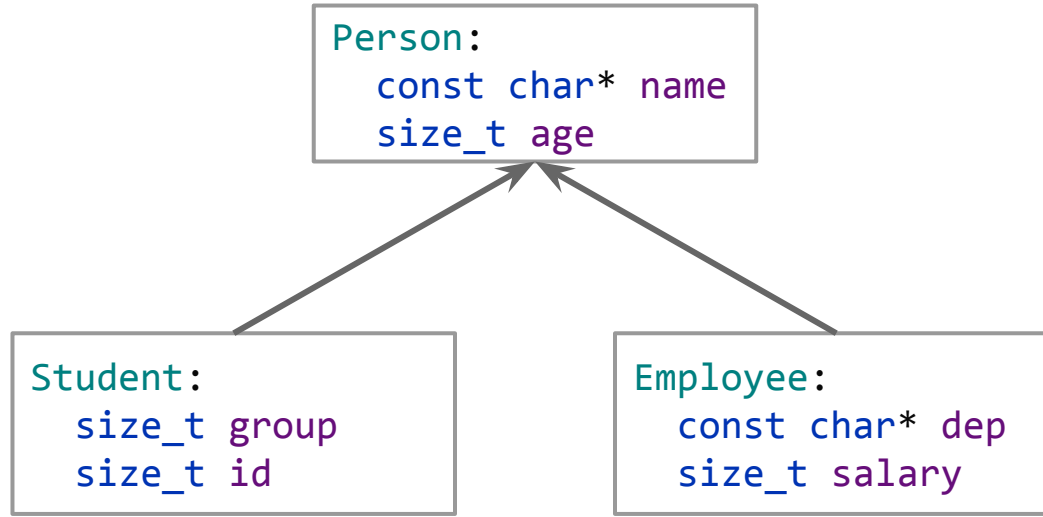 Person:
const char* name
size_t age
Student:
size_t group
size_t id
Employee:
const char* dep
size_t salary